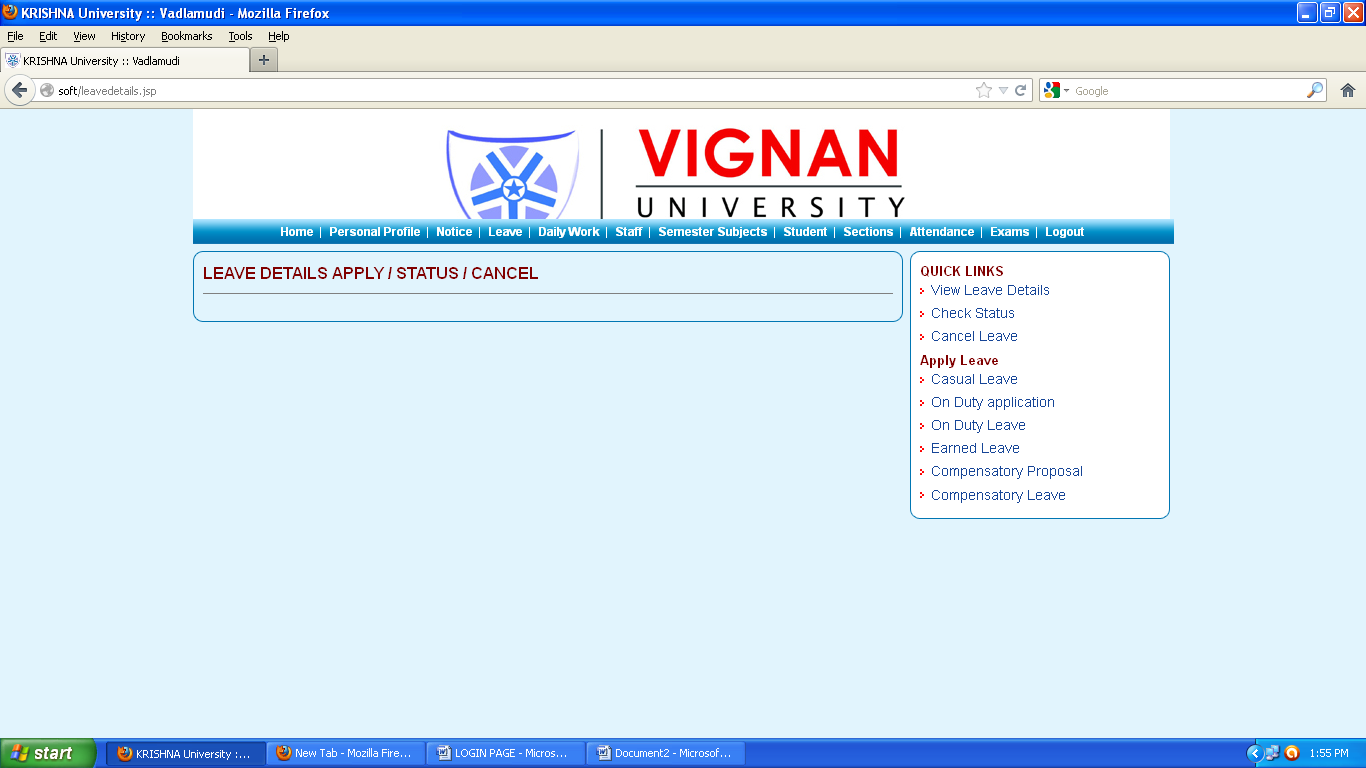 KRISHNA University :: Vadlamudi - Mozilla Firefox
File Edit View History Bookmarks Tools Help
KRISHNA University :: Vadlamudi
soft/leavedetails.jsp
Google
VIGNAN
UNIVERSITY
Home | Personal Profile | Notice | Leave | Daily Work | Staff | Semester Subjects | Student | Sections | Attendance | Exams | Logout
LEAVE DETAILS APPLY / STATUS / CANCEL
QUICK LINKS
View Leave Details
Check Status
Cancel Leave
Apply Leave
Casual Leave
On Duty application
On Duty Leave
Earned Leave
Compensatory Proposal
Compensatory Leave
start
KRISHNA University :...
New Tab - Mozilla Fire...
LOGIN PAGE - Micros...
Document2 - Microsof...
1:55 PM